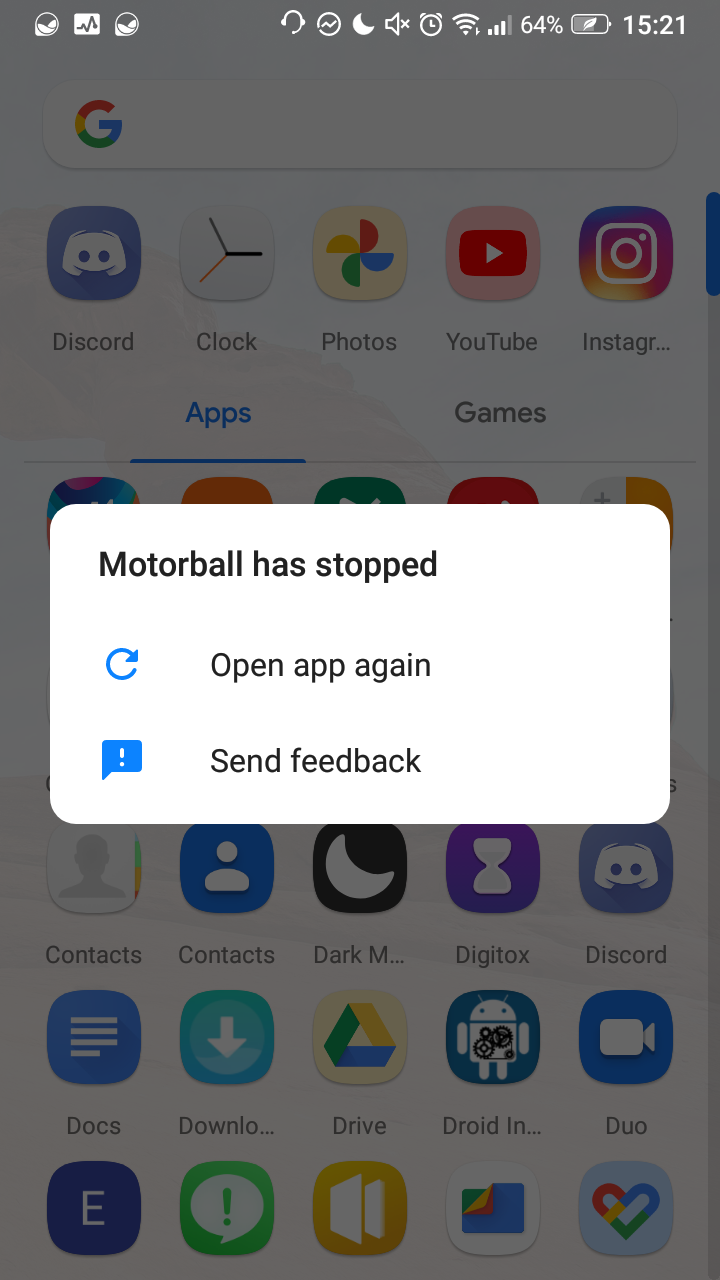 64% 15:21
Discord Clock Photos YouTube Instagr...
Apps Games
Motorball has stopped
Open app again
Send feedback
Contacts Contacts Dark M... Digitox Discord
Docs Downlo... Drive Droid In... Duo
E